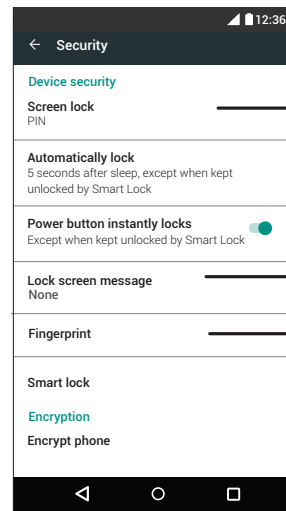 12:36
Security
Device security
Screen lock
PIN
Automatically lock
5 seconds after sleep, except when kept
unlocked by Smart Lock
Power button instantly locks
Except when kept unlocked by Smart Lock
Lock screen message
None
Fingerprint
Smart lock
Encryption
Encrypt phone